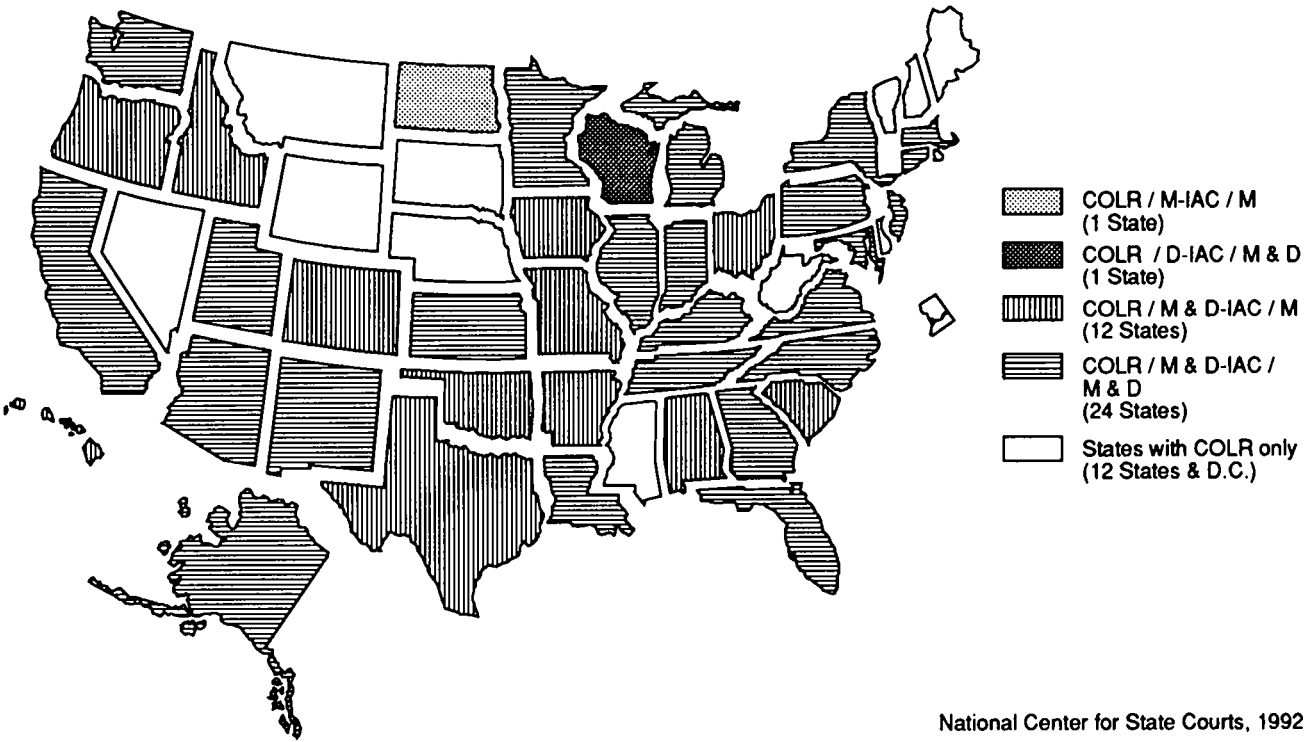 COLR / M-IAC / M
(1 State)
COLR / D-IAC / M & D
(1 State)
COLR / M & D-IAC / M
(12 States)
COLR / M & D-IAC /
M & D
(24 States)
States with COLR only
(12 States & D.C.)
National Center for State Courts, 1992